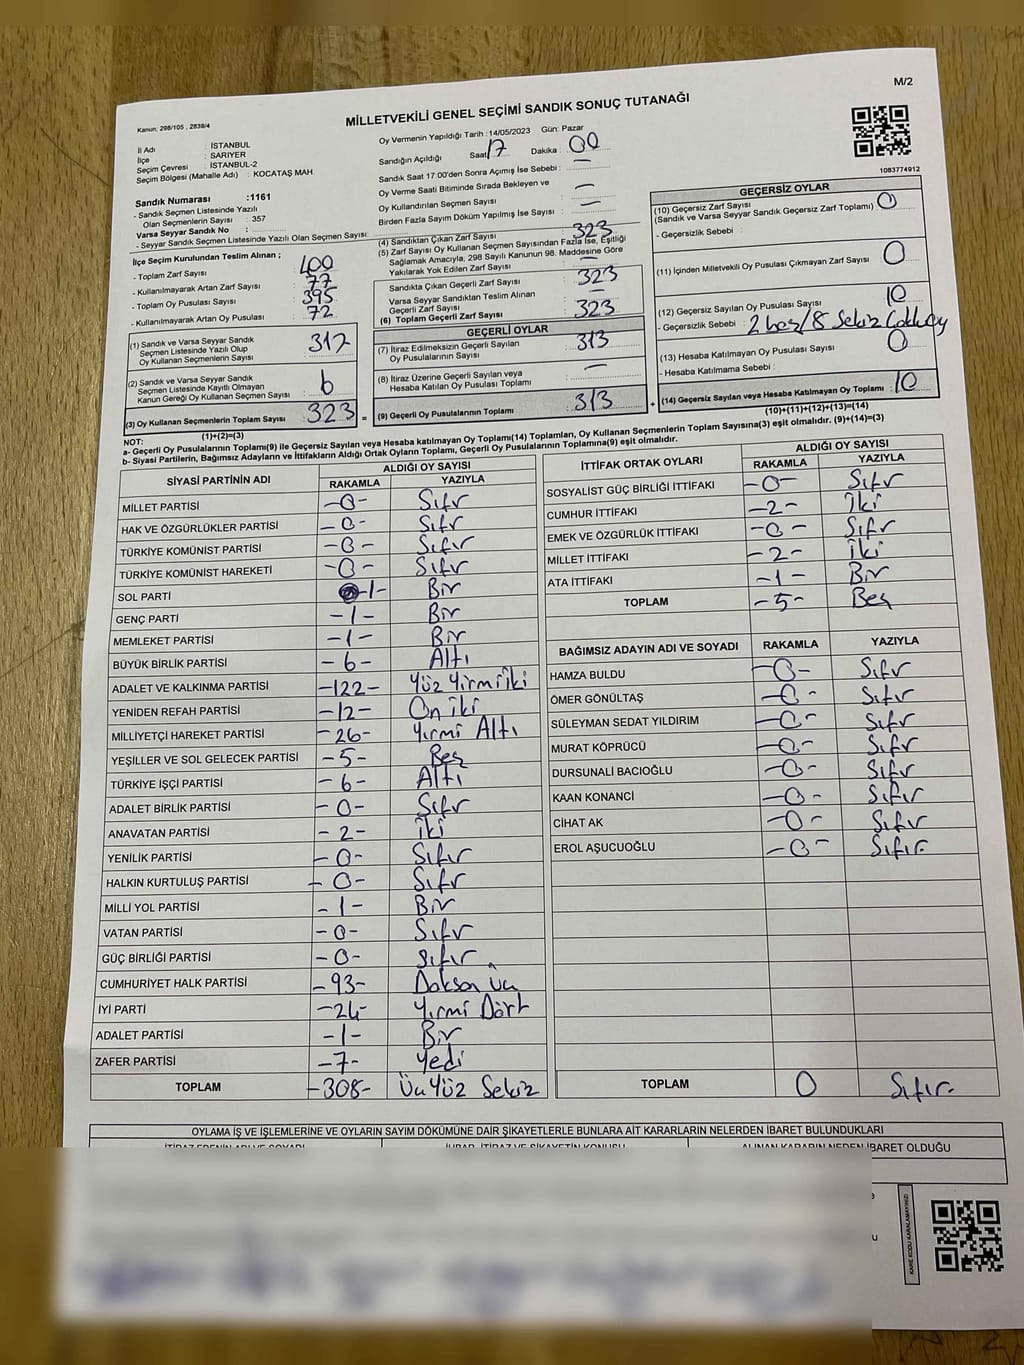 M/2
MİLLETVEKİLİ GENEL SEÇİMİ SANDIK SONUÇ TUTANAĞI
Kanun; 298/105 , 2839/4
İl Adı : İSTANBUL
İlçe : SARIYER
Seçim Çevresi : İSTANBUL-2
Seçim Bölgesi (Mahalle Adı) : KOCATAŞ MAH
Sandık Numarası :1161
- Sandık Seçmen Listesinde Yazılı
Olan Seçmenlerin Sayısı : 357
Varsa Seyyar Sandık No :
- Seyyar Sandık Seçmen Listesinde Yazılı Olan Seçmen Sayısı:
Oy Vermenin Yapıldığı Tarih :14/05/2023 Gün: Pazar
Sandığın Açıldığı Saat 17 Dakika : 00
Sandık Saat 17:00'den Sonra Açımış İse Sebebi : —
Oy Verme Saati Bitiminde Sırada Bekleyen ve
Oy Kullandırılan Seçmen Sayısı : —
Birden Fazla Sayım Döküm Yapılmış İse Sayısı : —
1083774912
İlçe Seçim Kurulundan Teslim Alınan ;
- Toplam Zarf Sayısı : 400
- Kullanılmayarak Artan Zarf Sayısı : 77
- Toplam Oy Pusulası Sayısı : 395
- Kullanılmayarak Artan Oy Pusulası : 72
(1) Sandık ve Varsa Seyyar Sandık
Seçmen Listesinde Yazılı Olup
Oy Kullanan Seçmenlerin Sayısı : 317
(2) Sandık ve Varsa Seyyar Sandık
Seçmen Listesinde Kayıtlı Olmayan
Kanun Gereği Oy Kullanan Seçmen Sayısı : 6
(3) Oy Kullanan Seçmenlerin Toplam Sayısı : 323 =
(1)+(2)=(3)
(4) Sandıktan Çıkan Zarf Sayısı : 323
(5) Zarf Sayısı Oy Kullanan Seçmen Sayısından Fazla İse, Eşitliği
Sağlamak Amacıyla, 298 Sayılı Kanunun 98. Maddesine Göre
Yakılarak Yok Edilen Zarf Sayısı : —
Sandıkta Çıkan Geçerli Zarf Sayısı : 323
Varsa Seyyar Sandıktan Teslim Alınan
Geçerli Zarf Sayısı : —
(6) Toplam Geçerli Zarf Sayısı : 323
GEÇERLİ OYLAR
(7) İtiraz Edilmeksizin Geçerli Sayılan
Oy Pusulalarının Sayısı : 313
(8) İtiraz Üzerine Geçerli Sayılan veya
Hesaba Katılan Oy Pusulası Toplamı : —
(9) Geçerli Oy Pusulalarının Toplamı : 313 +
GEÇERSİZ OYLAR
(10) Geçersiz Zarf Sayısı
(Sandık ve Varsa Seyyar Sandık Geçersiz Zarf Toplamı) : 0
- Geçersizlik Sebebi :
(11) İçinden Milletvekili Oy Pusulası Çıkmayan Zarf Sayısı : 0
(12) Geçersiz Sayılan Oy Pusulası Sayısı : 10
- Geçersizlik Sebebi : 2 boş/8 Sekiz Çoklu oy
(13) Hesaba Katılmayan Oy Pusulası Sayısı : 0
- Hesaba Katılmama Sebebi :
(14) Geçersiz Sayılan veya Hesaba Katılmayan Oy Toplamı : 10
(10)+(11)+(12)+(13)=(14)
NOT:
a- Geçerli Oy Pusulalarının Toplamı(9) ile Geçersiz Sayılan veya Hesaba katılmayan Oy Toplamı(14) Toplamları, Oy Kullanan Seçmenlerin Toplam Sayısına(3) eşit olmalıdır. (9)+(14)=(3)
b- Siyasi Partilerin, Bağımsız Adayların ve İttifakların Aldığı Ortak Oyların Toplamı, Geçerli Oy Pusulalarının Toplamına(9) eşit olmalıdır.
SİYASİ PARTİNİN ADI ALDIĞI OY SAYISI
RAKAMLA YAZIYLA
MİLLET PARTİSİ -0- Sıfır
HAK VE ÖZGÜRLÜKLER PARTİSİ -0- Sıfır
TÜRKİYE KOMÜNİST PARTİSİ -0- Sıfır
TÜRKİYE KOMÜNİST HAREKETİ -0- Sıfır
SOL PARTİ -1- Bir
GENÇ PARTİ -1- Bir
MEMLEKET PARTİSİ -1- Bir
BÜYÜK BİRLİK PARTİSİ -6- Altı
ADALET VE KALKINMA PARTİSİ -122- Yüz Yirmi İki
YENİDEN REFAH PARTİSİ -12- On iki
MİLLİYETÇİ HAREKET PARTİSİ -26- Yirmi Altı
YEŞİLLER VE SOL GELECEK PARTİSİ -5- Beş
TÜRKİYE İŞÇİ PARTİSİ -6- Altı
ADALET BİRLİK PARTİSİ -0- Sıfır
ANAVATAN PARTİSİ -2- İki
YENİLİK PARTİSİ -0- Sıfır
HALKIN KURTULUŞ PARTİSİ -0- Sıfır
MİLLİ YOL PARTİSİ -1- Bir
VATAN PARTİSİ -0- Sıfır
GÜÇ BİRLİĞİ PARTİSİ -0- Sıfır
CUMHURİYET HALK PARTİSİ -93- Doksan Üç
İYİ PARTİ -24- Yirmi Dört
ADALET PARTİSİ -1- Bir
ZAFER PARTİSİ -7- Yedi
TOPLAM -308- Üç Yüz Sekiz
İTTİFAK ORTAK OYLARI ALDIĞI OY SAYISI
RAKAMLA YAZIYLA
SOSYALİST GÜÇ BİRLİĞİ İTTİFAKI -0- Sıfır
CUMHUR İTTİFAKI -2- İki
EMEK VE ÖZGÜRLÜK İTTİFAKI -0- Sıfır
MİLLET İTTİFAKI -2- İki
ATA İTTİFAKI -1- Bir
TOPLAM -5- Beş
BAĞIMSIZ ADAYIN ADI VE SOYADI RAKAMLA YAZIYLA
HAMZA BULDU -0- Sıfır
ÖMER GÖNÜLTAŞ -0- Sıfır
SÜLEYMAN SEDAT YILDIRIM -0- Sıfır
MURAT KÖPRÜCÜ -0- Sıfır
DURSUNALİ BACIOĞLU -0- Sıfır
KAAN KONANCİ -0- Sıfır
CİHAT AK -0- Sıfır
EROL AŞUCUOĞLU -0- Sıfır
TOPLAM 0 Sıfır
OYLAMA İŞ VE İŞLEMLERİNE VE OYLARIN SAYIM DÖKÜMÜNE DAİR ŞİKAYETLERLE BUNLARA AİT KARARLARIN NELERDEN İBARET BULUNDUKLARI
İTİRAZ EDENİN ADI VE SOYADI İHBAR, İTİRAZ VE ŞİKAYETİN KONUSU ALINAN KARARIN NEDEN İBARET OLDUĞU
KARE KODU KARALAMAYINIZ!